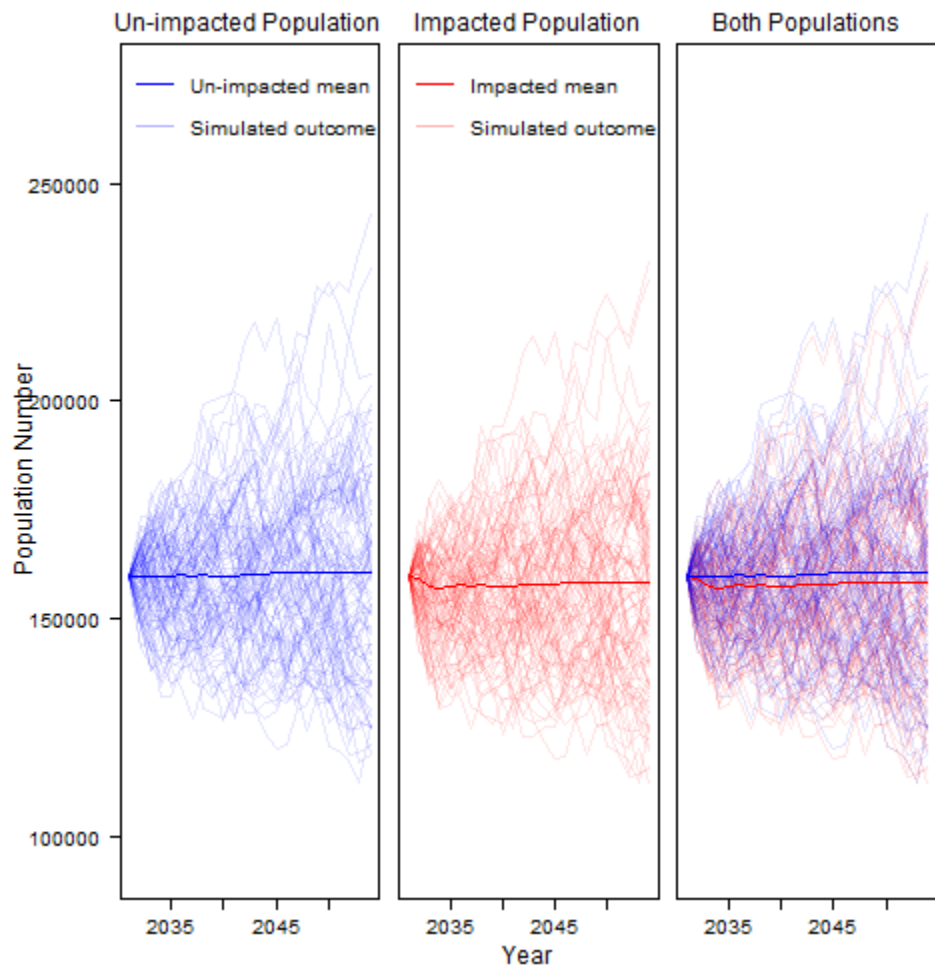 Un-impacted Population
Impacted Population
Both Populations
Un-impacted mean
Simulated outcome
Impacted mean
Simulated outcome
Population Number
250000
200000
150000
100000
2035
2045
2035
2045
2035
2045
Year